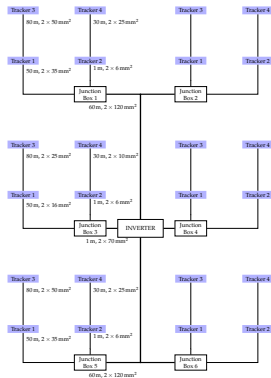 Tracker 3 Tracker 4 Tracker 3 Tracker 4
80 m, 2 × 50 mm² 30 m, 2 × 25 mm²
Tracker 1 Tracker 2 Tracker 1 Tracker 2
50 m, 2 × 35 mm² 1 m, 2 × 6 mm²
Junction Box 1 Junction Box 2
60 m, 2 × 120 mm²
Tracker 3 Tracker 4 Tracker 3 Tracker 4
80 m, 2 × 25 mm² 30 m, 2 × 10 mm²
Tracker 1 Tracker 2 Tracker 1 Tracker 2
50 m, 2 × 16 mm² 1 m, 2 × 6 mm²
Junction Box 3 INVERTER Junction Box 4
1 m, 2 × 70 mm²
Tracker 3 Tracker 4 Tracker 3 Tracker 4
80 m, 2 × 50 mm² 30 m, 2 × 25 mm²
Tracker 1 Tracker 2 Tracker 1 Tracker 2
50 m, 2 × 35 mm² 1 m, 2 × 6 mm²
Junction Box 5 Junction Box 6
60 m, 2 × 120 mm²